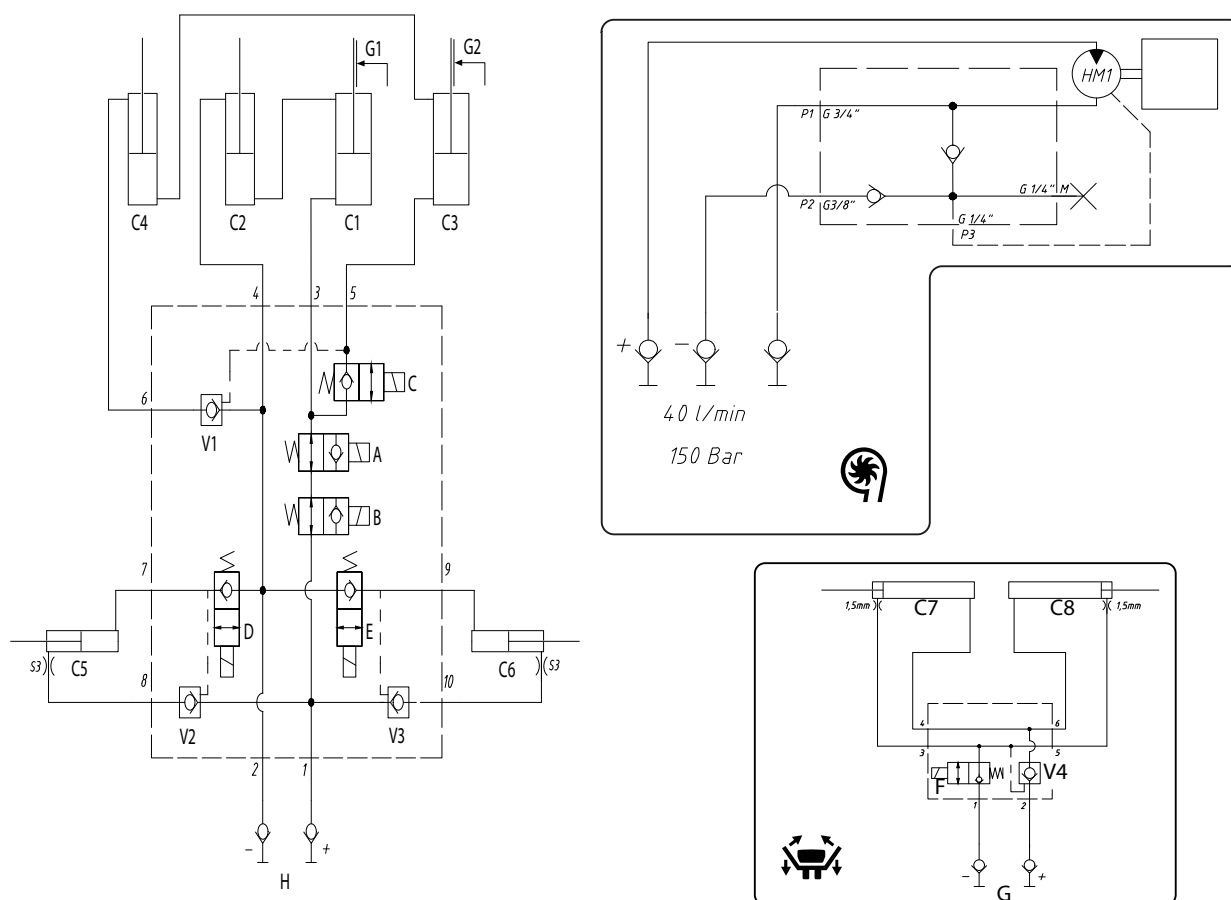 G1
G2
C4
C2
C1
C3
4
3
5
6
V1
C
A
B
7
9
D
E
S3
C5
C6
S3
8
10
V2
V3
2
1
-
+
H
HM1
P1
G 3/4"
P2
G3/8"
G 1/4"
M
G 1/4"
P3
+
-
40 l/min
150 Bar
1,5mm
C7
C8
1,5mm
4
6
3
5
F
V4
1
2
-
+
G